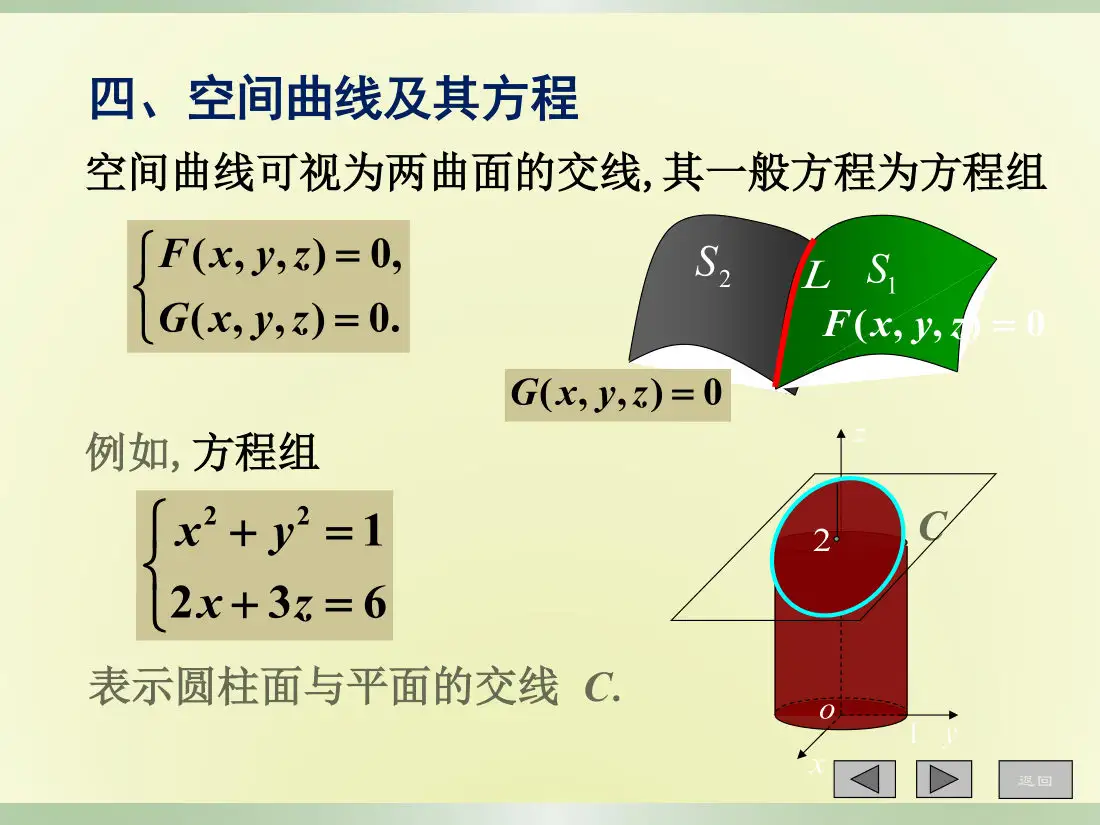 四、空间曲线及其方程
空间曲线可视为两曲面的交线,其一般方程为方程组
F(x, y, z) = 0,
G(x, y, z) = 0.
S₂
L
S₁
F(x, y, z) = 0
G(x, y, z) = 0
例如, 方程组
x² + y² = 1
2x + 3z = 6
z
2
C
表示圆柱面与平面的交线 C.
o
1 y
x
返回